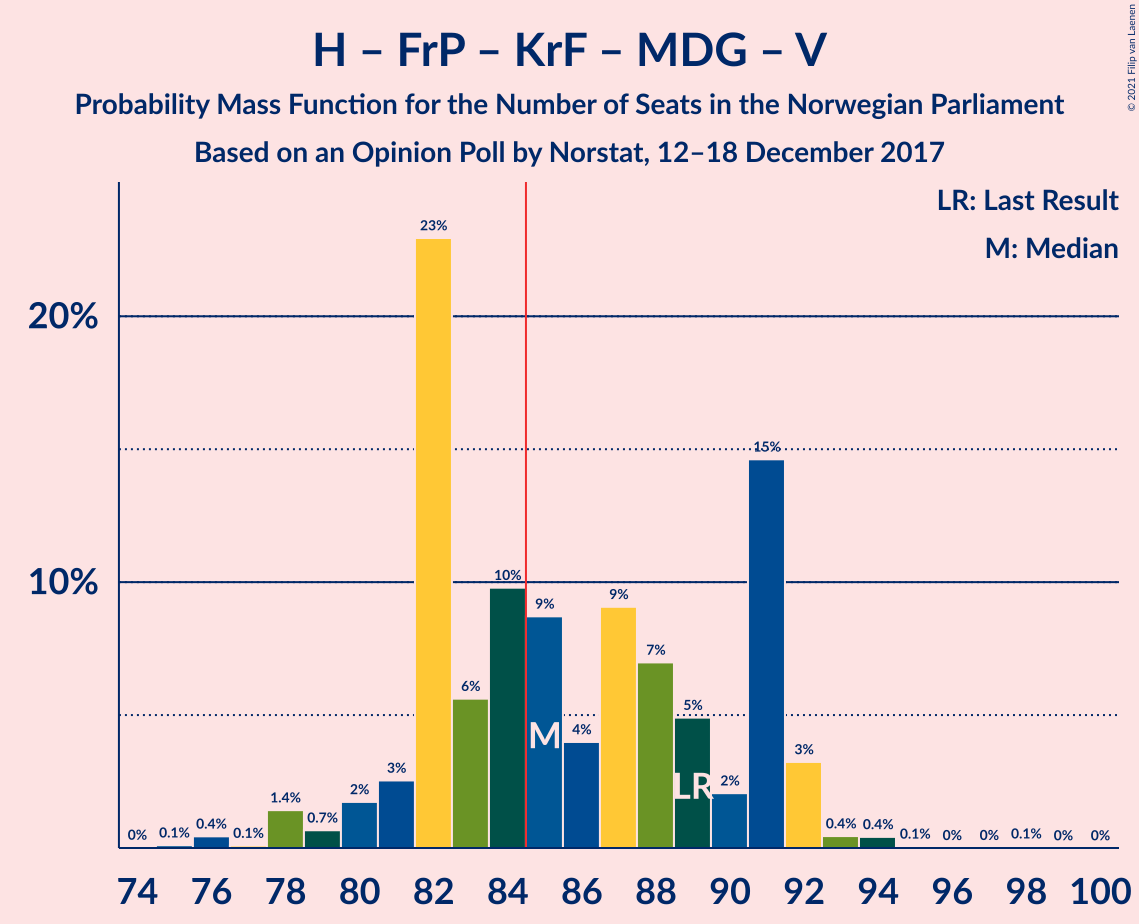 H – FrP – KrF – MDG – V
Probability Mass Function for the Number of Seats in the Norwegian Parliament
Based on an Opinion Poll by Norstat, 12–18 December 2017
© 2021 Filip van Laenen
LR: Last Result
M: Median
20%
10%
0% 0.1% 0.4% 0.1% 1.4% 0.7% 2% 3% 23% 6% 10% 9% 4% 9% 7% 5% 2% 15% 3% 0.4% 0.4% 0.1% 0% 0% 0.1% 0% 0%
M
LR
74 76 78 80 82 84 86 88 90 92 94 96 98 100